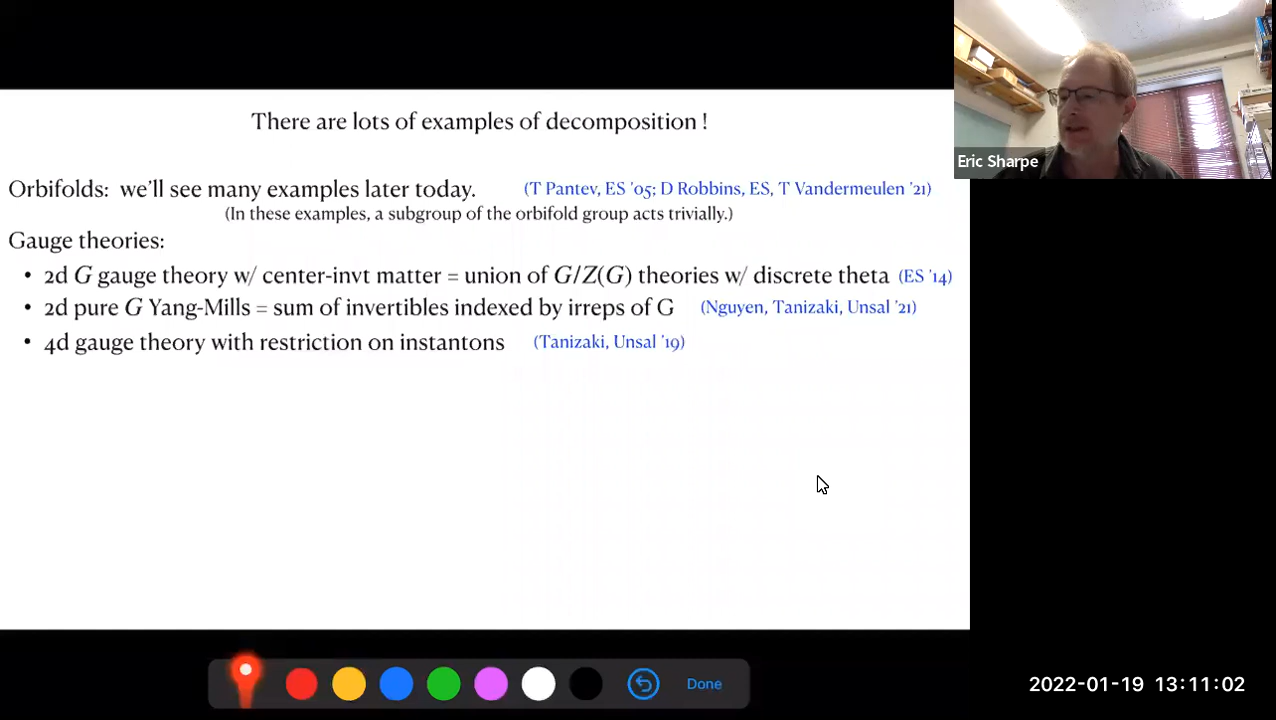 There are lots of examples of decomposition !
Eric Sharpe
Orbifolds: we'll see many examples later today. (T Pantev, ES '05; D Robbins, ES, T Vandermeulen '21)
(In these examples, a subgroup of the orbifold group acts trivially.)
Gauge theories:
• 2d G gauge theory w/ center-invt matter = union of G/Z(G) theories w/ discrete theta (ES '14)
• 2d pure G Yang-Mills = sum of invertibles indexed by irreps of G (Nguyen, Tanizaki, Unsal '21)
• 4d gauge theory with restriction on instantons (Tanizaki, Unsal '19)
Done
2022-01-19 13:11:02